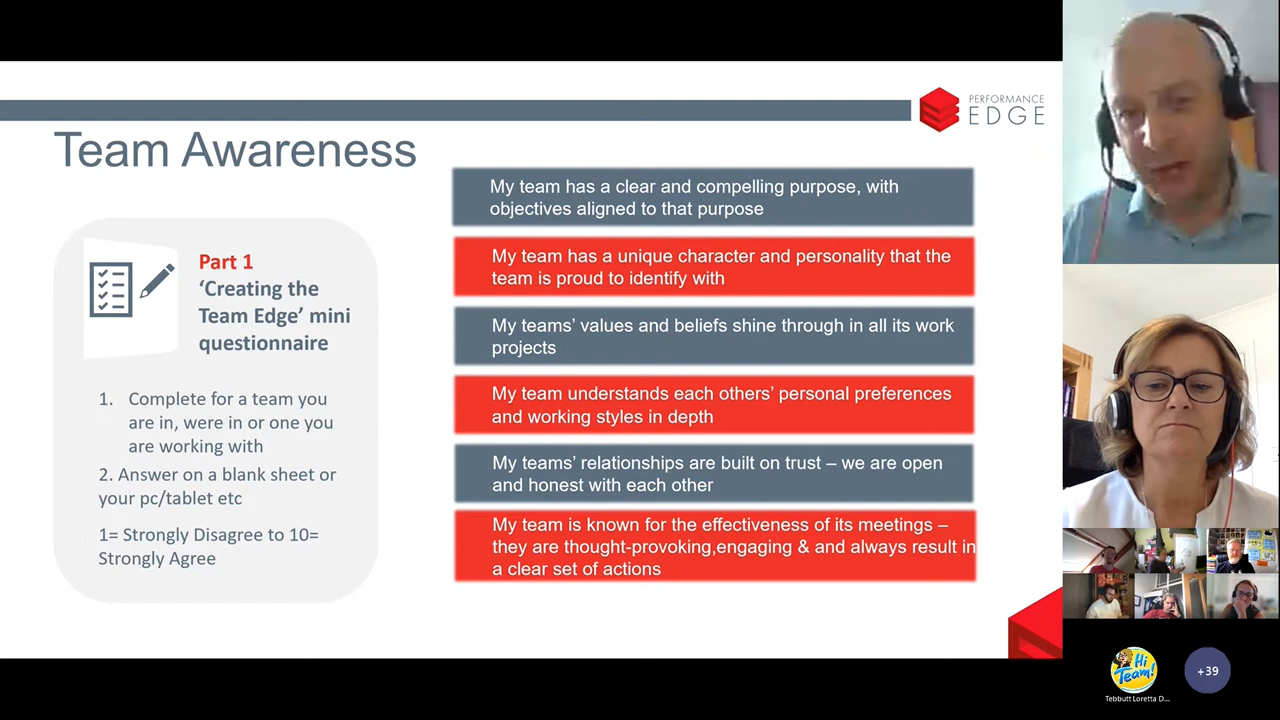 PERFORMANCE
EDGE
Team Awareness
Part 1
‘Creating the
Team Edge’ mini
questionnaire
1. Complete for a team you
are in, were in or one you
are working with
2. Answer on a blank sheet or
your pc/tablet etc
1= Strongly Disagree to 10=
Strongly Agree
My team has a clear and compelling purpose, with
objectives aligned to that purpose
My team has a unique character and personality that the
team is proud to identify with
My teams’ values and beliefs shine through in all its work
projects
My team understands each others’ personal preferences
and working styles in depth
My teams’ relationships are built on trust – we are open
and honest with each other
My team is known for the effectiveness of its meetings –
they are thought-provoking,engaging & and always result in
a clear set of actions
Hi
Team!
Tebbutt Loretta D...
+39